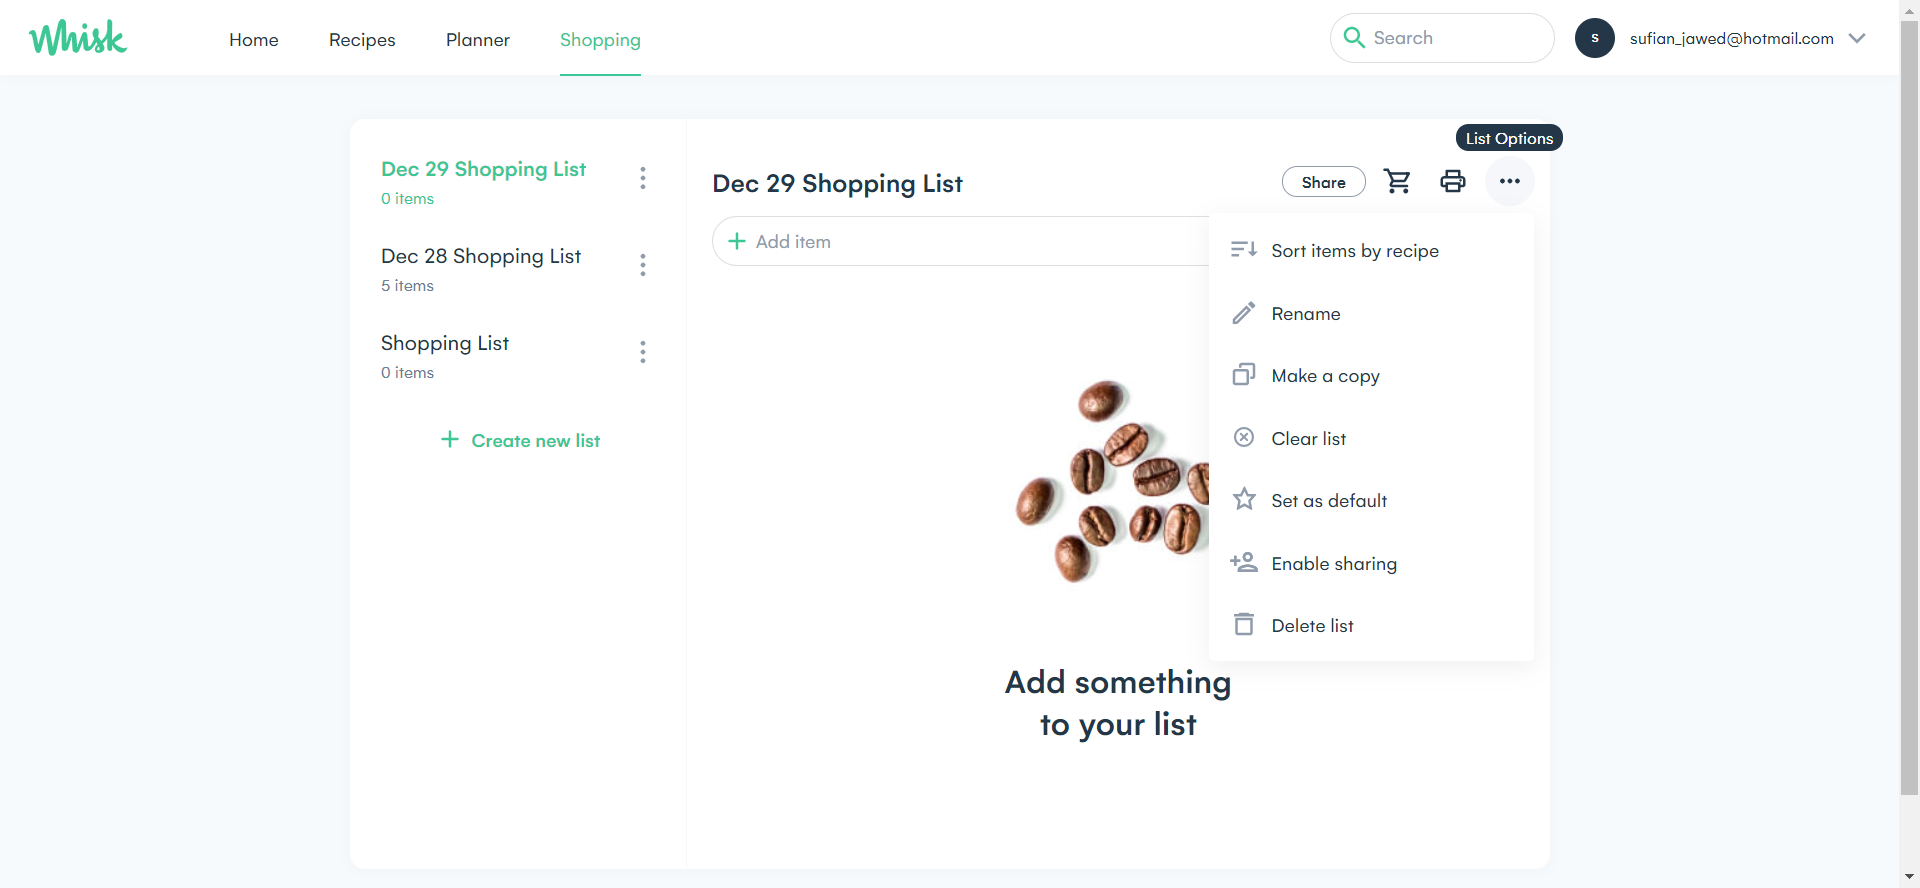 Whisk
Home
Recipes
Planner
Shopping
Search
S
sufian_jawed@hotmail.com
Dec 29 Shopping List
0 items
Dec 28 Shopping List
5 items
Shopping List
0 items
Create new list
List Options
Dec 29 Shopping List
Share
Add item
Sort items by recipe
Rename
Make a copy
Clear list
Set as default
Enable sharing
Delete list
Add something
to your list